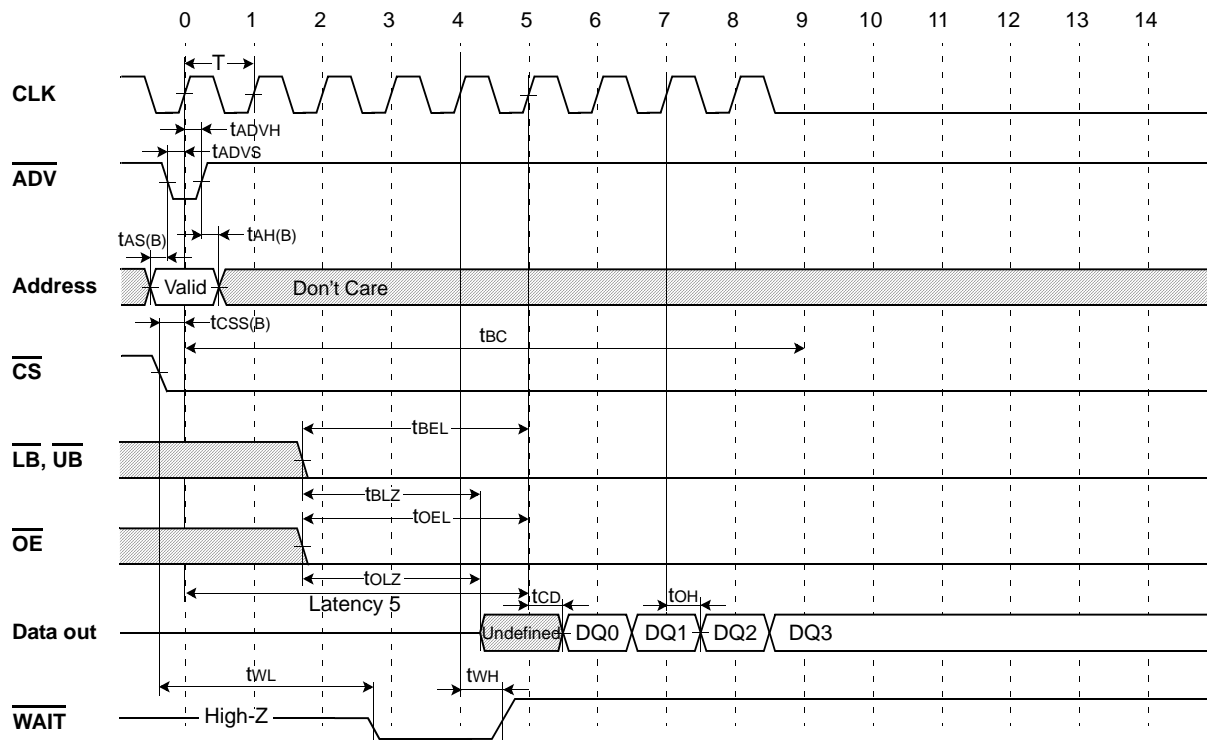 0 1 2 3 4 5 6 7 8 9 10 11 12 13 14
T
CLK
tADVH
tADVS
ADV
tAS(B)
tAH(B)
Address
Valid
Don't Care
tCSS(B)
tBC
CS
tBEL
LB, UB
tBLZ
tOEL
OE
tOLZ
Latency 5
tCD
tOH
Data out
Undefined
DQ0
DQ1
DQ2
DQ3
tWL
tWH
WAIT
High-Z